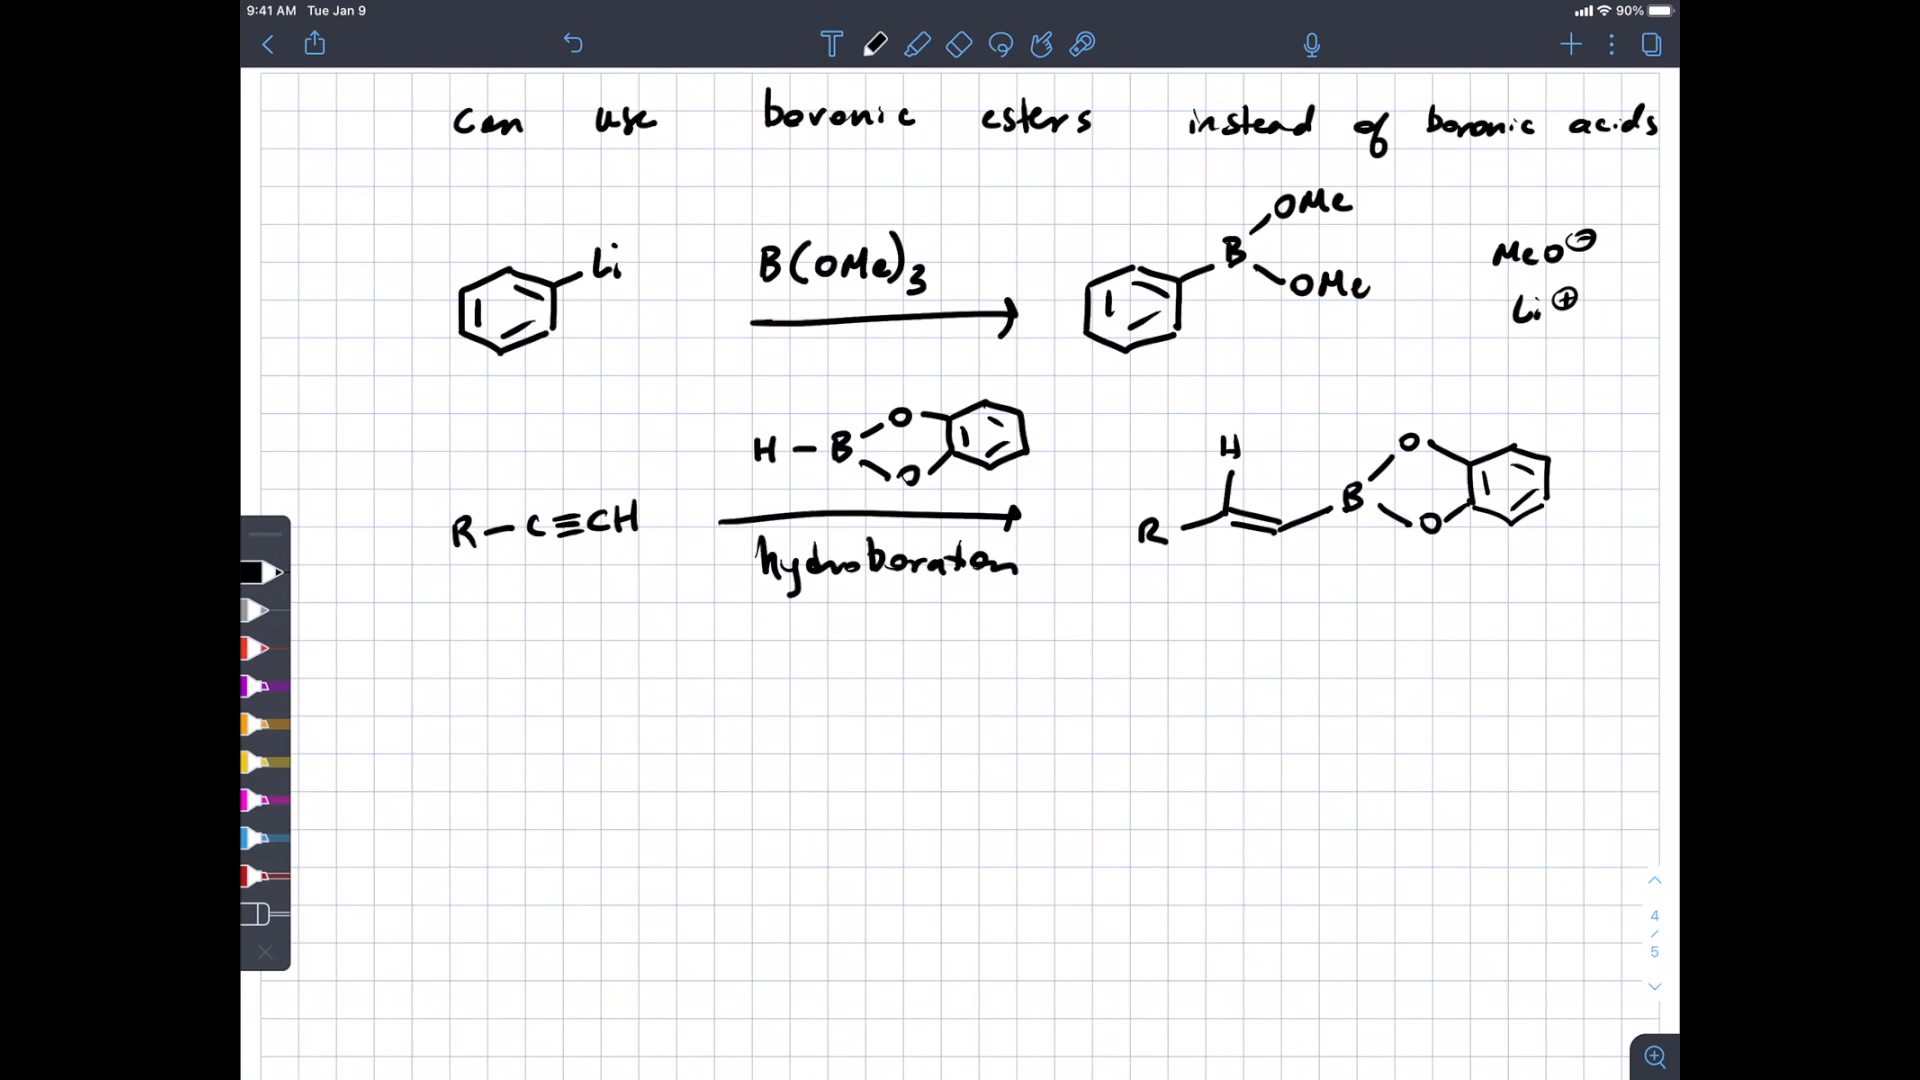 9:41 AM Tue Jan 9
90%
T
can use boronic esters instead of boronic acids
Li
B(OMe)3
B
OMe
OMe
MeO⊖
Li⊕
H-B
O
O
R-C≡CH
hydroboration
H
R
B
O
O
4
/
5